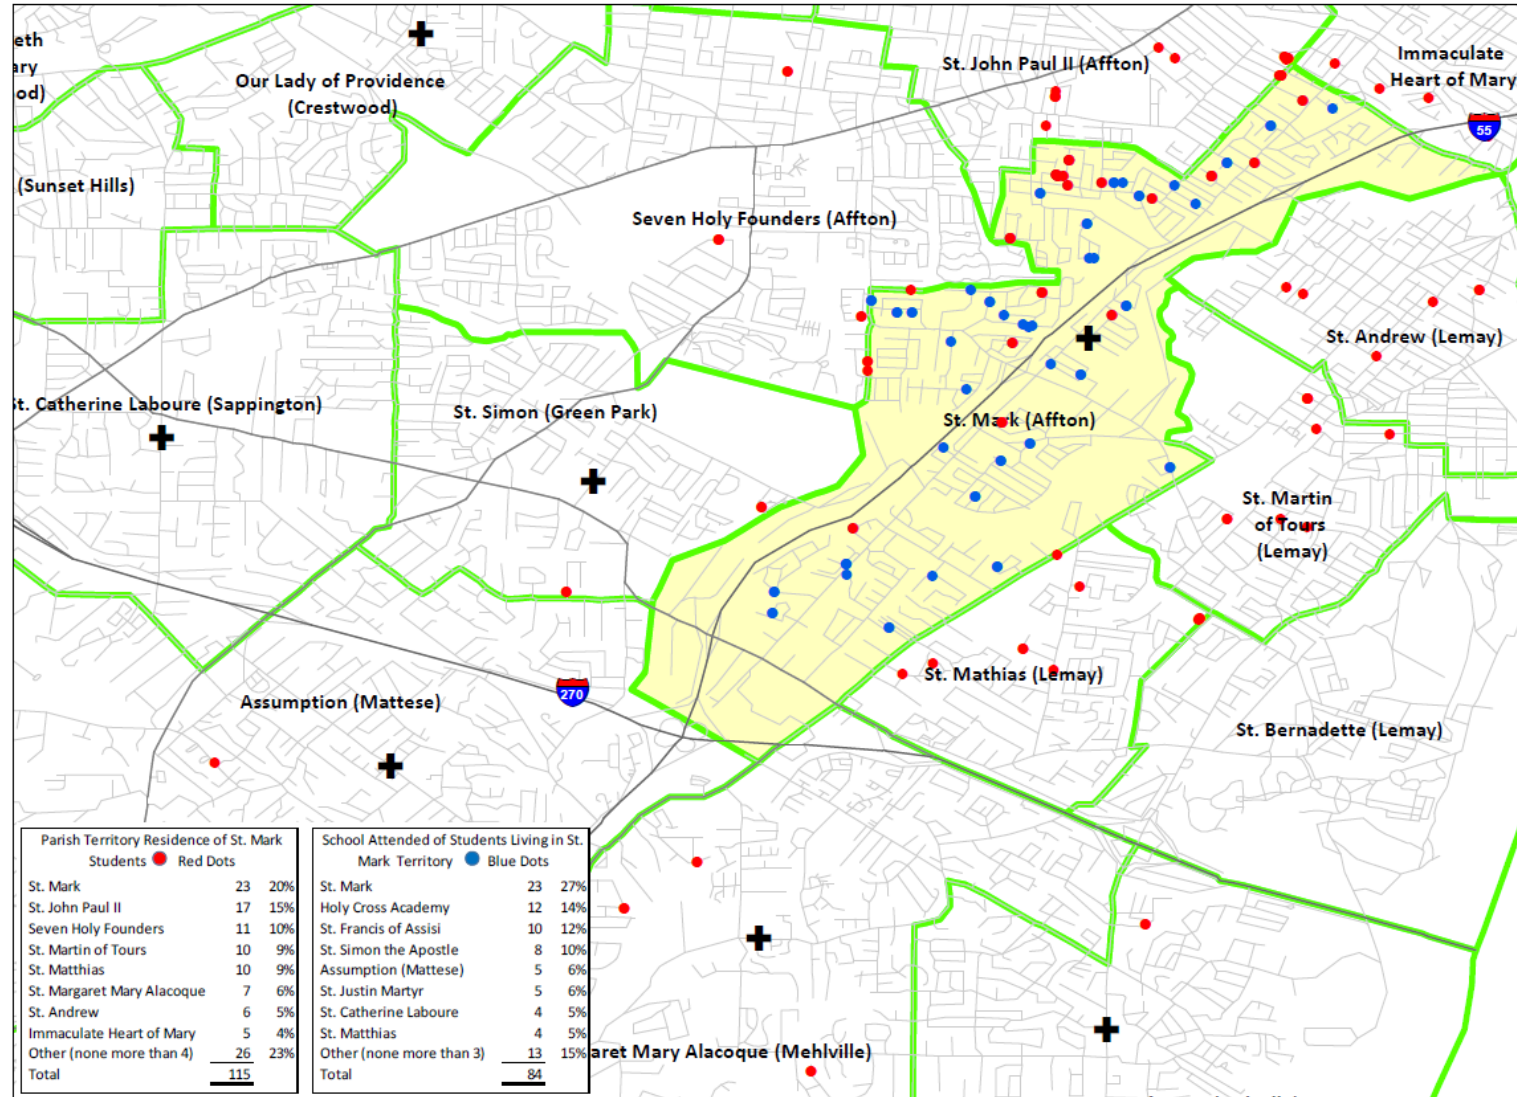 eth
ary
od)
Our Lady of Providence
(Crestwood)
St. John Paul II (Affton)
Immaculate
Heart of Mary
55
(Sunset Hills)
Seven Holy Founders (Affton)
St. Andrew (Lemay)
St. Catherine Laboure (Sappington)
St. Simon (Green Park)
St. Mark (Affton)
St. Martin
of Tours
(Lemay)
St. Mathias (Lemay)
270
Assumption (Mattese)
St. Bernadette (Lemay)
Parish Territory Residence of St. Mark
Students Red Dots
St. Mark 23 20%
St. John Paul II 17 15%
Seven Holy Founders 11 10%
St. Martin of Tours 10 9%
St. Matthias 10 9%
St. Margaret Mary Alacoque 7 6%
St. Andrew 6 5%
Immaculate Heart of Mary 5 4%
Other (none more than 4) 26 23%
Total 115
School Attended of Students Living in St.
Mark Territory Blue Dots
St. Mark 23 27%
Holy Cross Academy 12 14%
St. Francis of Assisi 10 12%
St. Simon the Apostle 8 10%
Assumption (Mattese) 5 6%
St. Justin Martyr 5 6%
St. Catherine Laboure 4 5%
St. Matthias 4 5%
Other (none more than 3) 13 15%
Total 84
aret Mary Alacoque (Mehlville)